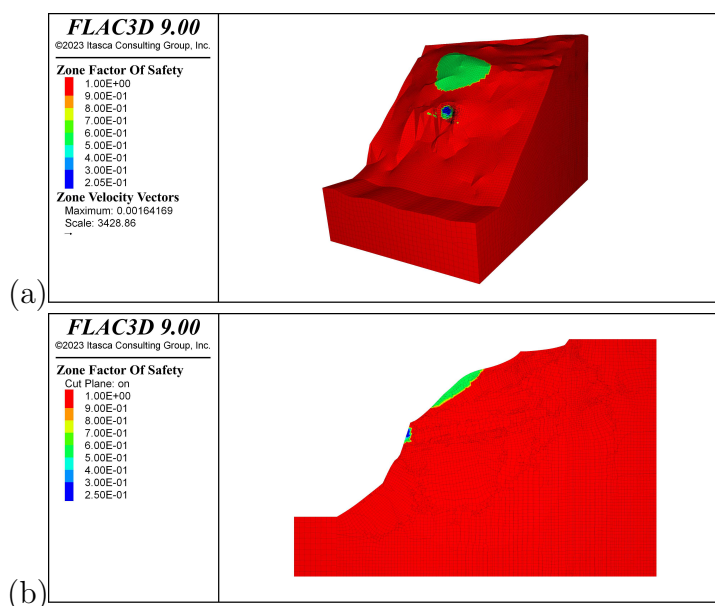 FLAC3D 9.00
©2023 Itasca Consulting Group, Inc.
Zone Factor Of Safety
1.00E+00
9.00E-01
8.00E-01
7.00E-01
6.00E-01
5.00E-01
4.00E-01
3.00E-01
2.05E-01
Zone Velocity Vectors
Maximum: 0.00164169
Scale: 3428.86
(a)
FLAC3D 9.00
©2023 Itasca Consulting Group, Inc.
Zone Factor Of Safety
Cut Plane: on
1.00E+00
9.00E-01
8.00E-01
7.00E-01
6.00E-01
5.00E-01
4.00E-01
3.00E-01
2.50E-01
(b)